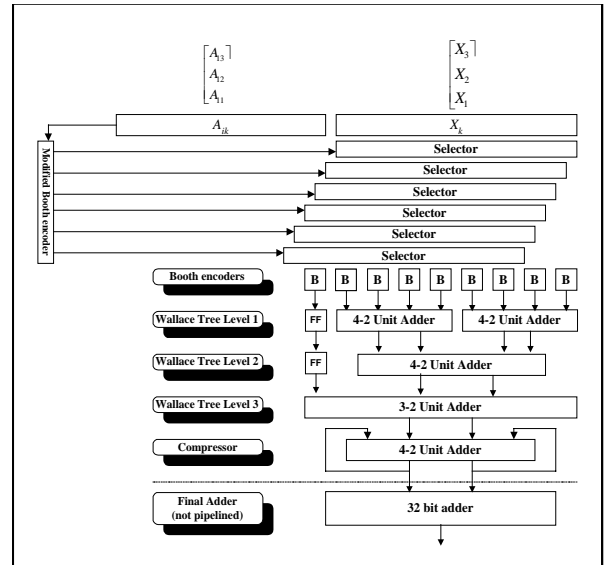 A13 X3
A12 X2
A11 X1
Aik Xk
Modified Booth encoder
Selector
Selector
Selector
Selector
Selector
Selector
Booth encoders B B B B B B B B B
Wallace Tree Level 1 FF 4-2 Unit Adder 4-2 Unit Adder
Wallace Tree Level 2 FF 4-2 Unit Adder
Wallace Tree Level 3 3-2 Unit Adder
Compressor 4-2 Unit Adder
Final Adder
(not pipelined)
32 bit adder